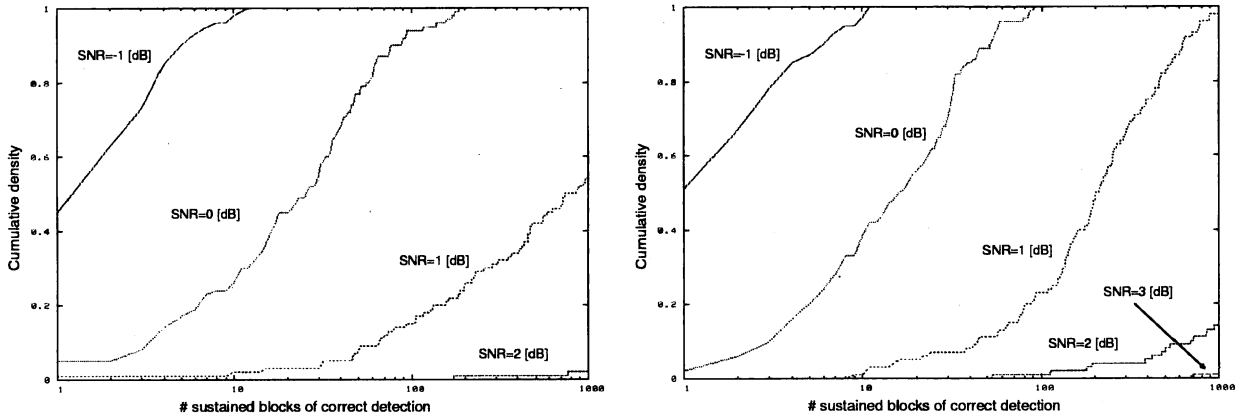 1
SNR=-1 [dB]
0.8
0.6
Cumulative density
SNR=0 [dB]
0.4
SNR=1 [dB]
0.2
SNR=2 [dB]
0
1
10
100
1000
# sustained blocks of correct detection
1
SNR=-1 [dB]
0.8
SNR=0 [dB]
0.6
Cumulative density
0.4
SNR=1 [dB]
SNR=3 [dB]
0.2
SNR=2 [dB]
0
1
10
100
1000
# sustained blocks of correct detection